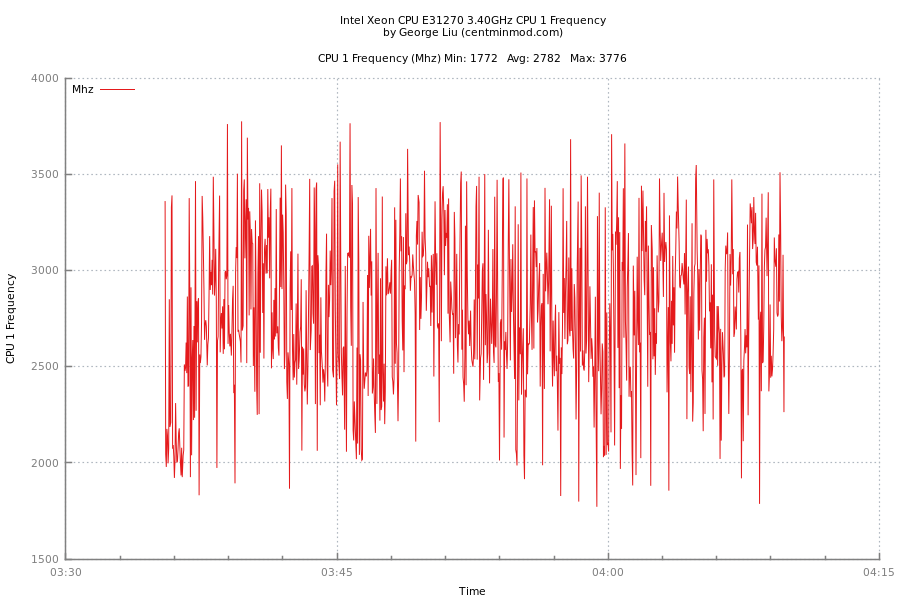 Intel Xeon CPU E31270 3.40GHz CPU 1 Frequency
by George Liu (centminmod.com)
CPU 1 Frequency (Mhz) Min: 1772 Avg: 2782 Max: 3776
4000
Mhz
3500
3000
CPU 1 Frequency
2500
2000
1500
03:30 03:45 04:00 04:15
Time